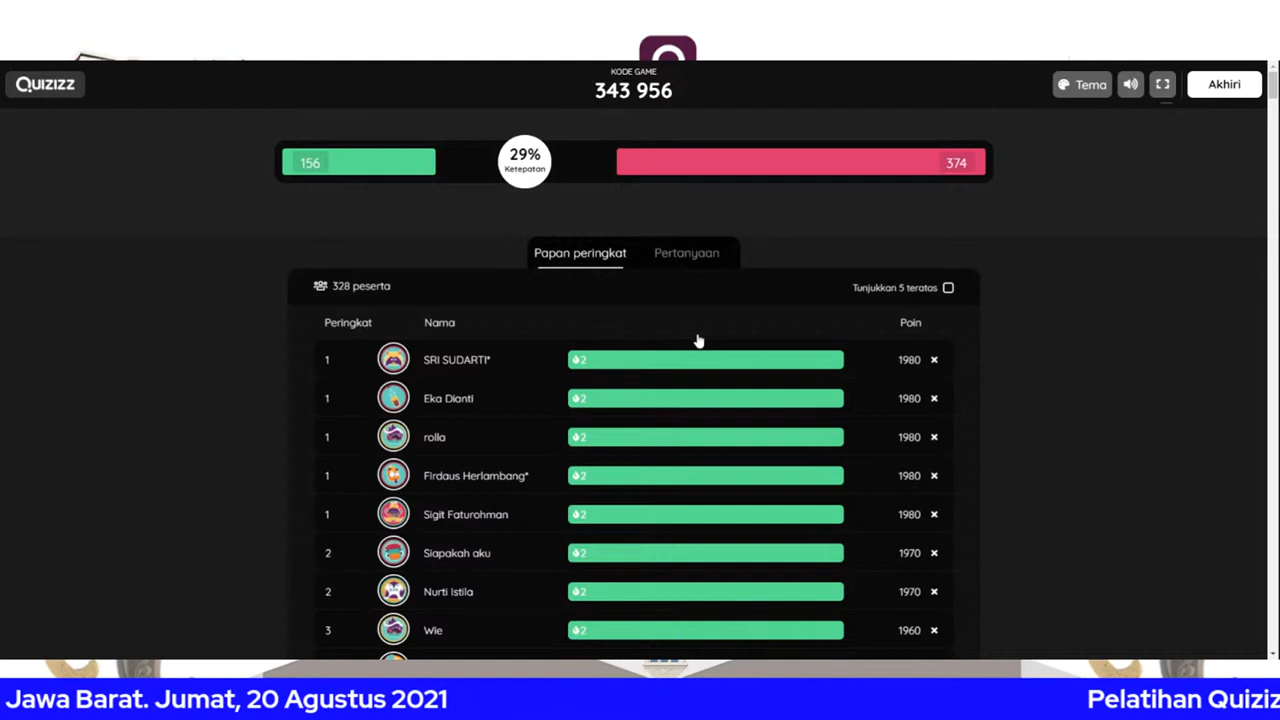 QUIZIZZ
KODE GAME
343 956
Tema
Akhiri
156
29%
Ketepatan
374
Papan peringkat
Pertanyaan
328 peserta
Tunjukkan 5 teratas
Peringkat Nama Poin
1 SRI SUDARTI* 2 1980
1 Eka Dianti 2 1980
1 rolla 2 1980
1 Firdaus Herlambang* 2 1980
1 Sigit Faturohman 2 1980
2 Siapakah aku 2 1970
2 Nurti Istila 2 1970
3 Wie 2 1960
Jawa Barat. Jumat, 20 Agustus 2021
Pelatihan Quiziz